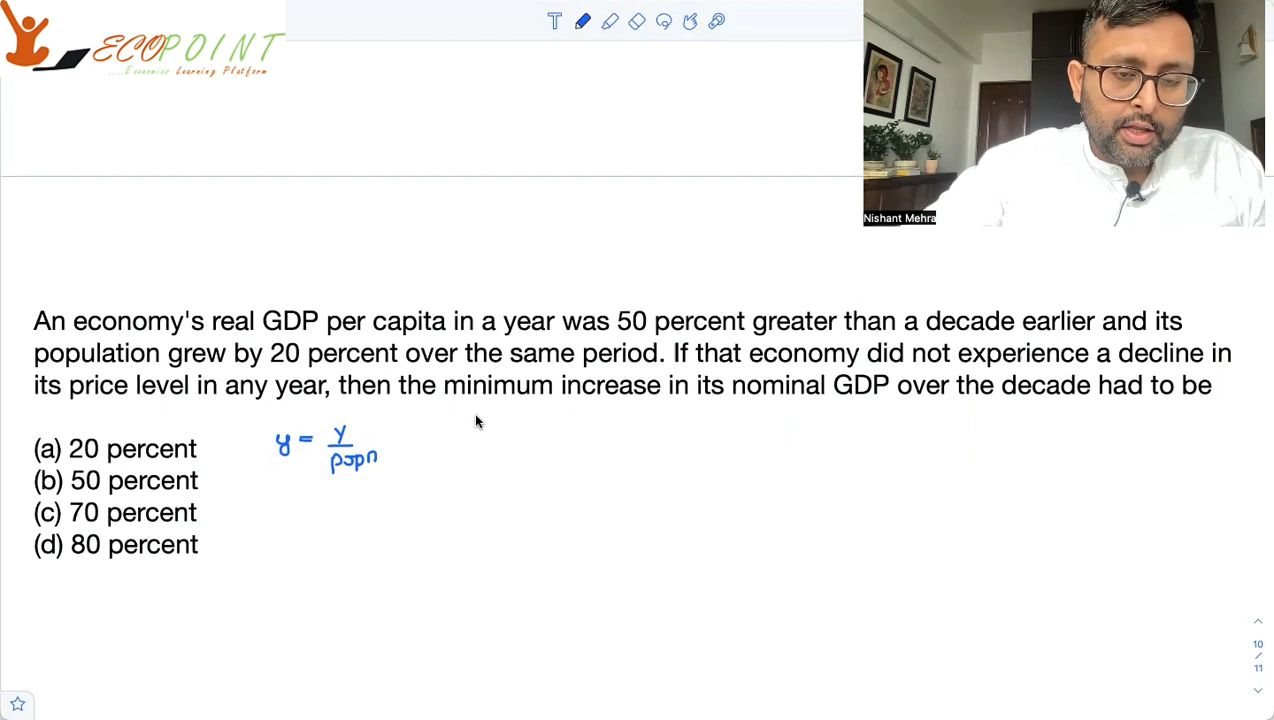 ECOPOINT
.....Economics Learning Platform
T
Nishant Mehra
An economy's real GDP per capita in a year was 50 percent greater than a decade earlier and its
population grew by 20 percent over the same period. If that economy did not experience a decline in
its price level in any year, then the minimum increase in its nominal GDP over the decade had to be
(a) 20 percent
(b) 50 percent
(c) 70 percent
(d) 80 percent
y = Y
popn
10
/
11